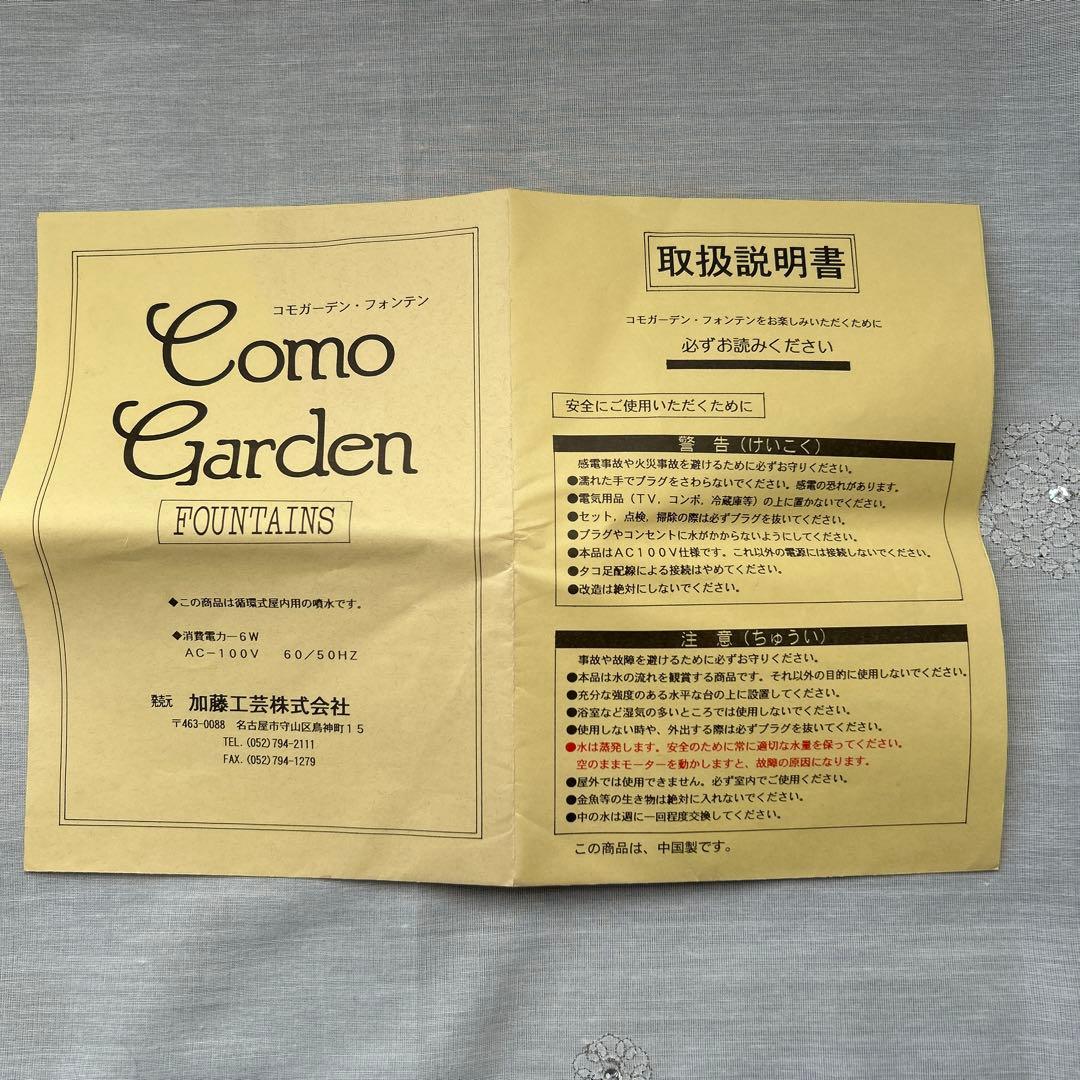 コモガーデン・フォンテン
Como
Garden
FOUNTAINS
◆この商品は循環式屋内用の噴水です。
◆消費電力−6W
AC−100V 60/50HZ
発売元 加藤工芸株式会社
〒463-0088 名古屋市守山区鳥神町15
TEL.(052)794-2111
FAX.(052)794-1279
取扱説明書
コモガーデン・フォンテンをお楽しみいただくために
必ずお読みください
安全にご使用いただくために
警 告(けいこく)
感電事故や火災事故を避けるために必ずお守りください。
●濡れた手でプラグをさわらないでください。感電の恐れがあります。
●電気用品(TV,コンポ,冷蔵庫等)の上に置かないでください。
●セット,点検,掃除の際は必ずプラグを抜いてください。
●プラグやコンセントに水がかからないようにしてください。
●本品はAC100V仕様です。これ以外の電源には接続しないでください。
●タコ足配線による接続はやめてください。
●改造は絶対にしないでください。
注 意(ちゅうい)
事故や故障を避けるために必ずお守りください。
●本品は水の流れを観賞する商品です。それ以外の目的に使用しないでください。
●充分な強度のある水平な台の上に設置してください。
●浴室など湿気の多いところでは使用しないでください。
●使用しない時や、外出する際は必ずプラグを抜いてください。
●水は蒸発します。安全のために常に適切な水量を保ってください。
空のままモーターを動かしますと、故障の原因になります。
●屋外では使用できません。必ず室内でご使用ください。
●金魚等の生き物は絶対に入れないでください。
●中の水は週に一回程度交換してください。
この商品は、中国製です。